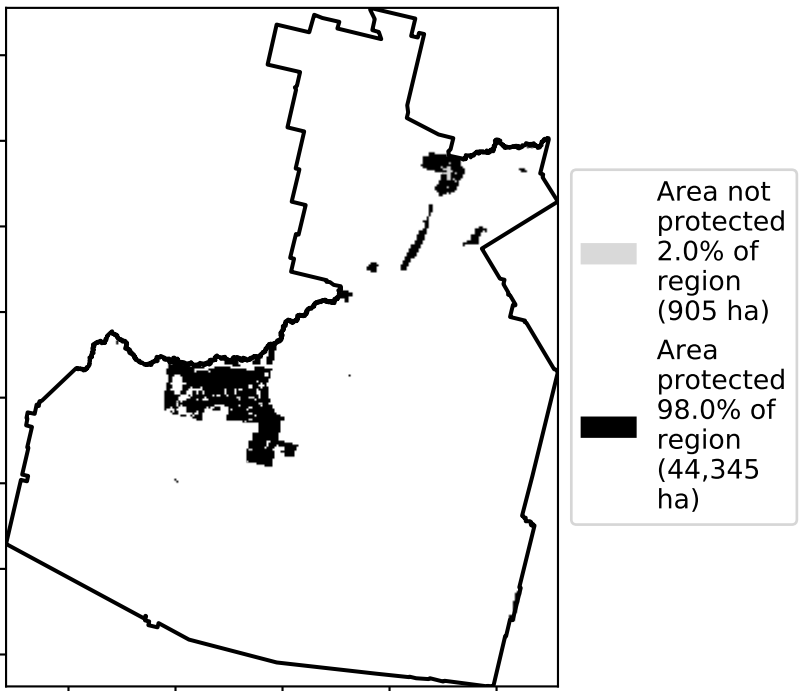 Area not
protected
2.0% of
region
(905 ha)
Area
protected
98.0% of
region
(44,345
ha)